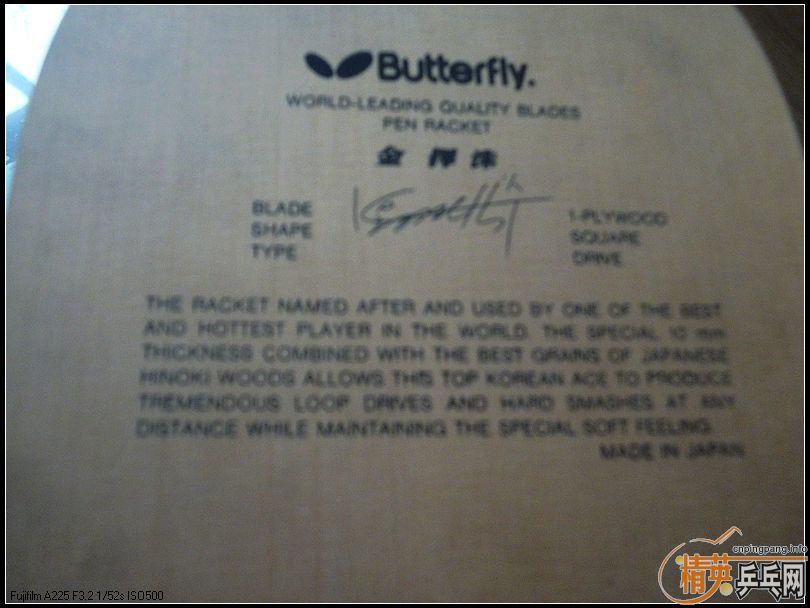 Butterfly.
WORLD-LEADING QUALITY BLADES
PEN RACKET
金擇洙
BLADE 1-PLYWOOD
SHAPE SQUARE
TYPE DRIVE
THE RACKET NAMED AFTER AND USED BY ONE OF THE BEST
AND HOTTEST PLAYER IN THE WORLD. THE SPECIAL 10 mm
THICKNESS COMBINED WITH THE BEST GRAINS OF JAPANESE
HINOKI WOODS ALLOWS THIS TOP KOREAN ACE TO PRODUCE
TREMENDOUS LOOP DRIVES AND HARD SMASHES AT ANY
DISTANCE WHILE MAINTAINING THE SPECIAL SOFT FEELING.
MADE IN JAPAN
cnpingpang.info
精英乒乓网
Fujifilm A225 F3.2 1/52s ISO500